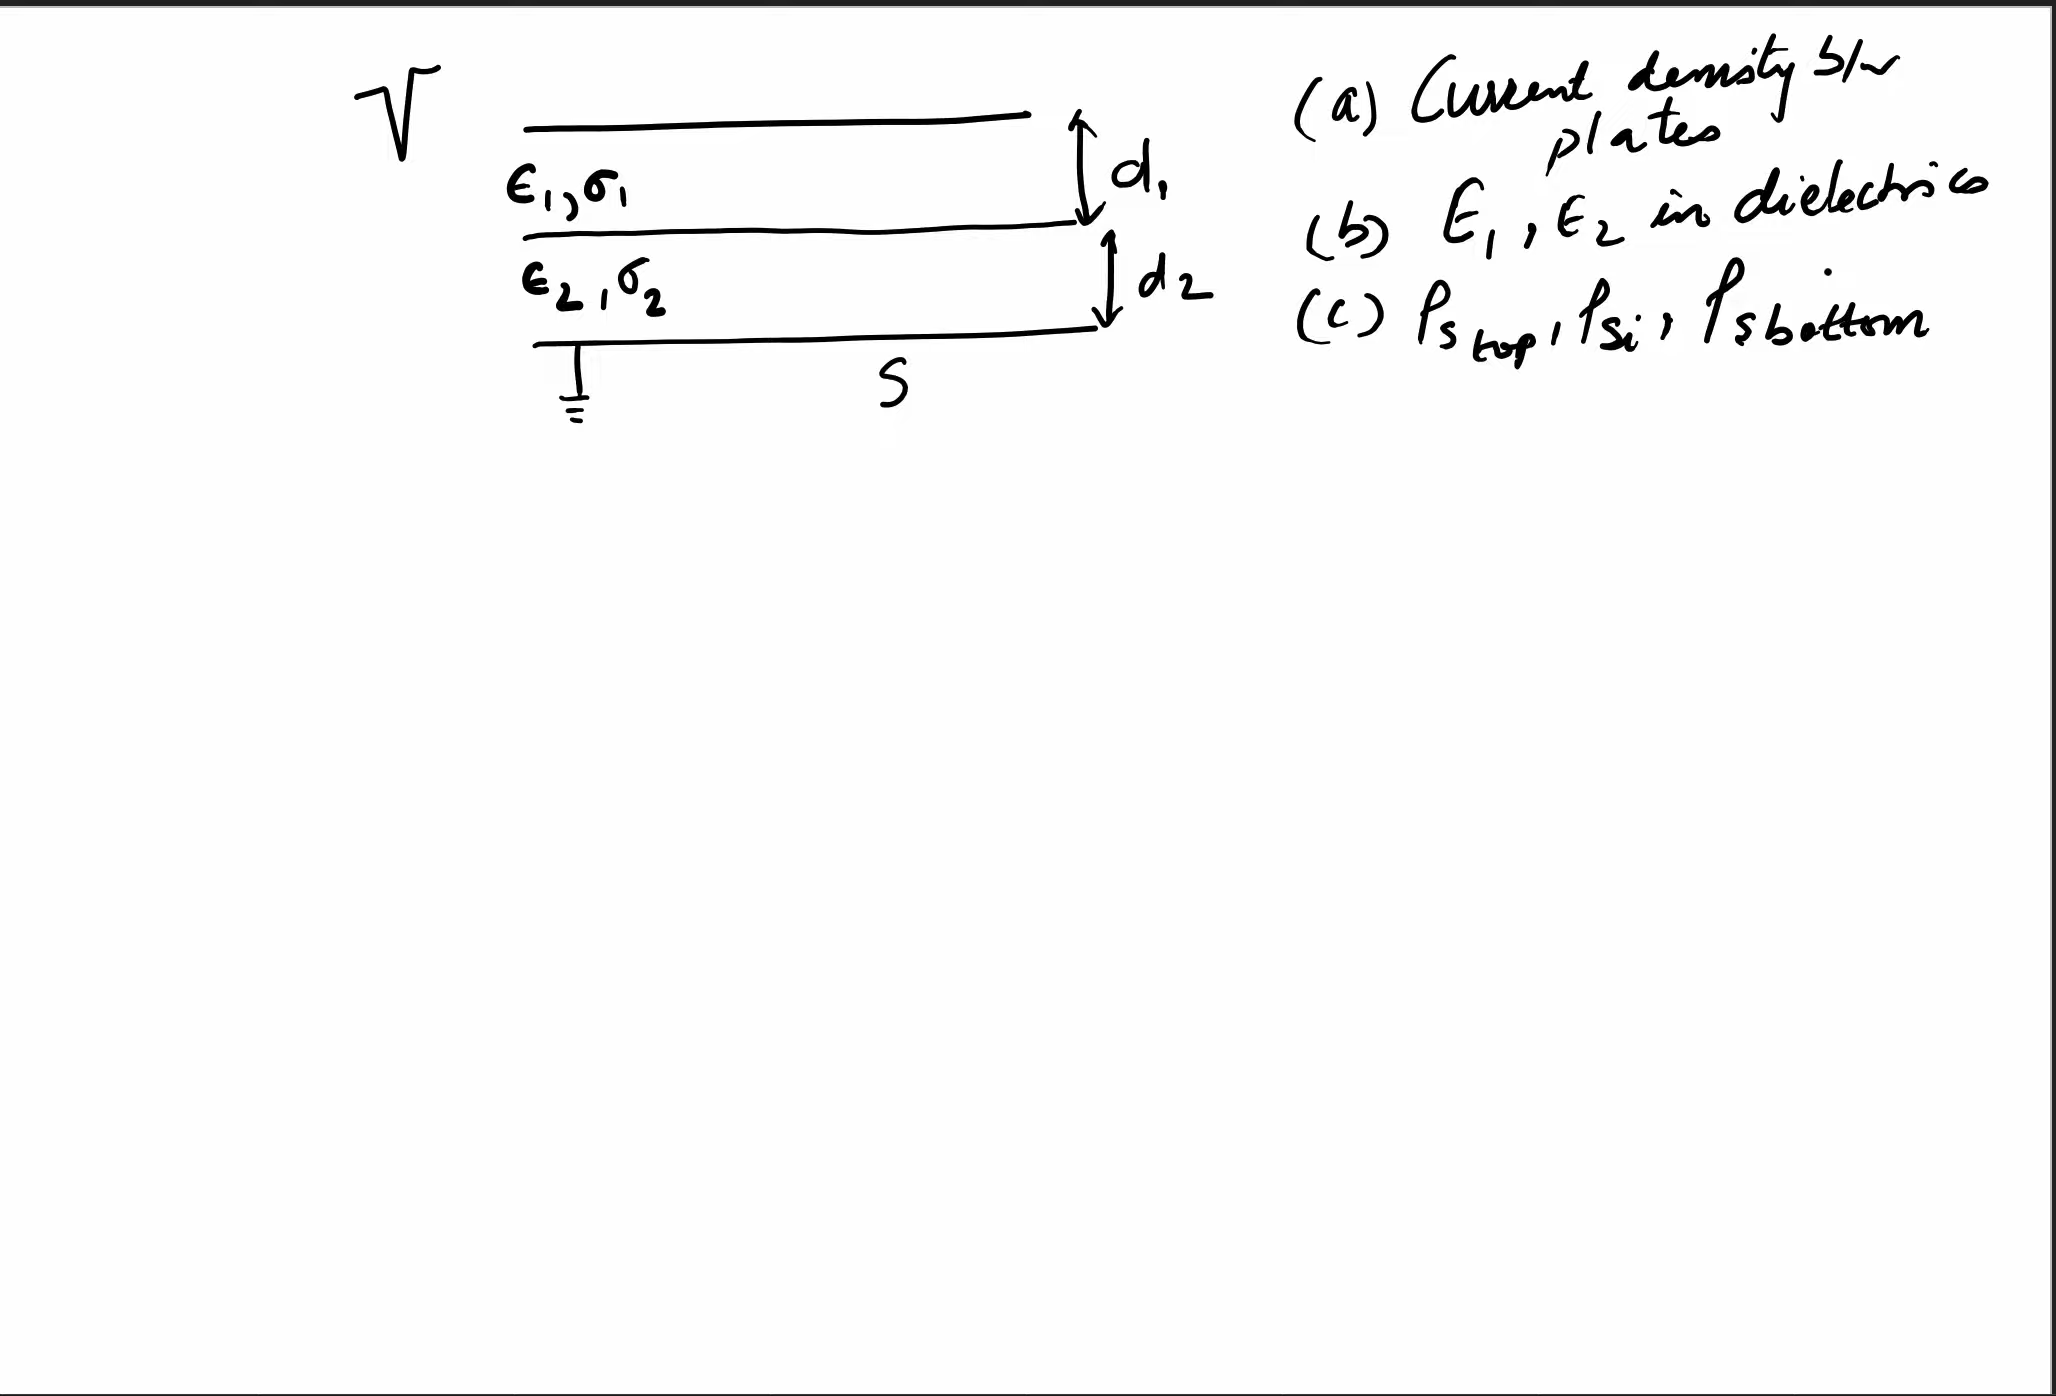 V
ϵ₁, σ₁
d₁
ϵ₂, σ₂
d₂
S
(a) Current density b/w
plates
(b) E₁, E₂ in dielectrics
(c) ρₛ top, ρₛi, ρₛ bottom